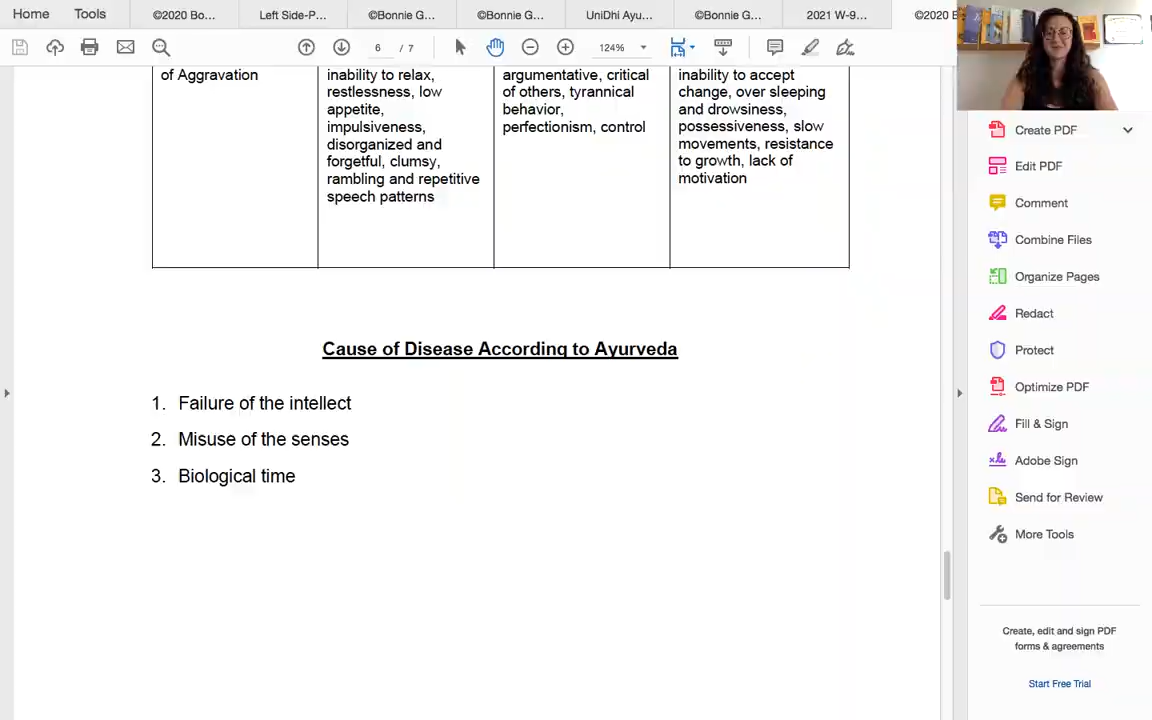 Home
Tools
©2020 Bo...
Left Side-P...
©Bonnie G...
©Bonnie G...
UniDhi Ayu...
©Bonnie G...
2021 W-9...
©2020 B
6 / 7
124%
of Aggravation
inability to relax,
restlessness, low
appetite,
impulsiveness,
disorganized and
forgetful, clumsy,
rambling and repetitive
speech patterns
argumentative, critical
of others, tyrannical
behavior,
perfectionism, control
inability to accept
change, over sleeping
and drowsiness,
possessiveness, slow
movements, resistance
to growth, lack of
motivation
Cause of Disease According to Ayurveda
1. Failure of the intellect
2. Misuse of the senses
3. Biological time
Create PDF
Edit PDF
Comment
Combine Files
Organize Pages
Redact
Protect
Optimize PDF
Fill & Sign
Adobe Sign
Send for Review
More Tools
Create, edit and sign PDF
forms & agreements
Start Free Trial